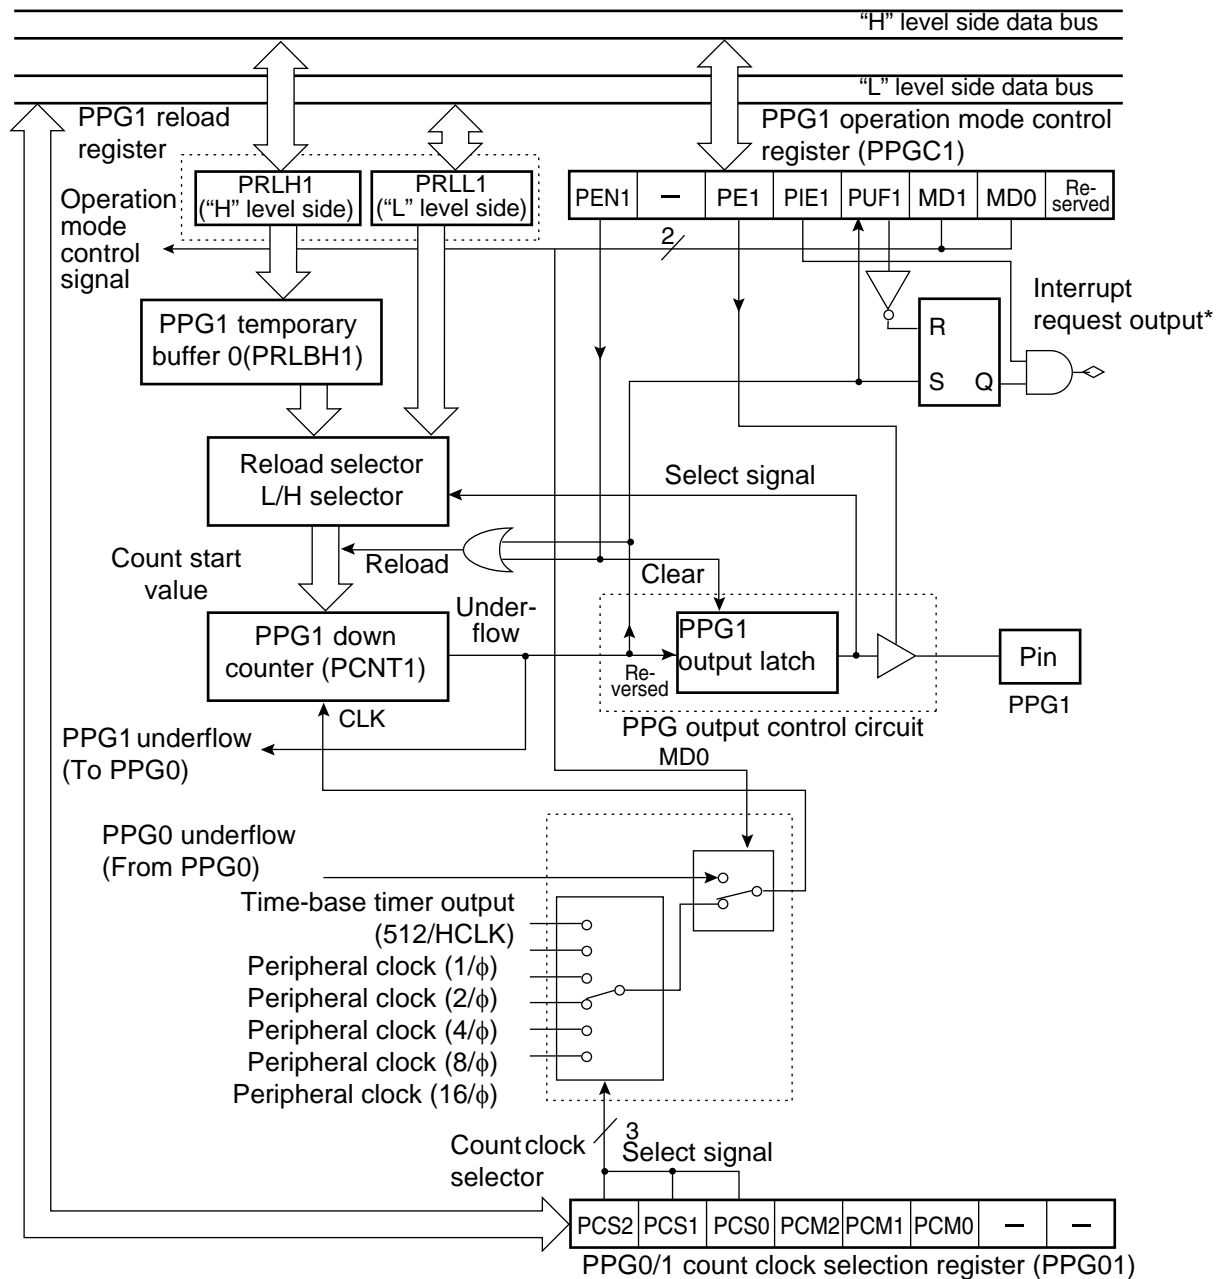 “H” level side data bus
“L” level side data bus
PPG1 reload
register
PPG1 operation mode control
register (PPGC1)
PRLH1
(“H” level side)
PRLL1
(“L” level side)
PEN1 — PE1 PIE1 PUF1 MD1 MD0 Re-
served
Operation
mode
control
signal
2
PPG1 temporary
buffer 0(PRLBH1)
Interrupt
request output*
R
S Q
Reload selector
L/H selector
Select signal
Count start
value
Reload
Clear
Under-
flow
PPG1 down
counter (PCNT1)
PPG1
output latch
Re-
versed
Pin
PPG1
CLK
PPG output control circuit
PPG1 underflow
(To PPG0)
MD0
PPG0 underflow
(From PPG0)
Time-base timer output
(512/HCLK)
Peripheral clock (1/ϕ)
Peripheral clock (2/ϕ)
Peripheral clock (4/ϕ)
Peripheral clock (8/ϕ)
Peripheral clock (16/ϕ)
Count clock
selector
3
Select signal
PCS2 PCS1 PCS0 PCM2 PCM1 PCM0 — —
PPG0/1 count clock selection register (PPG01)